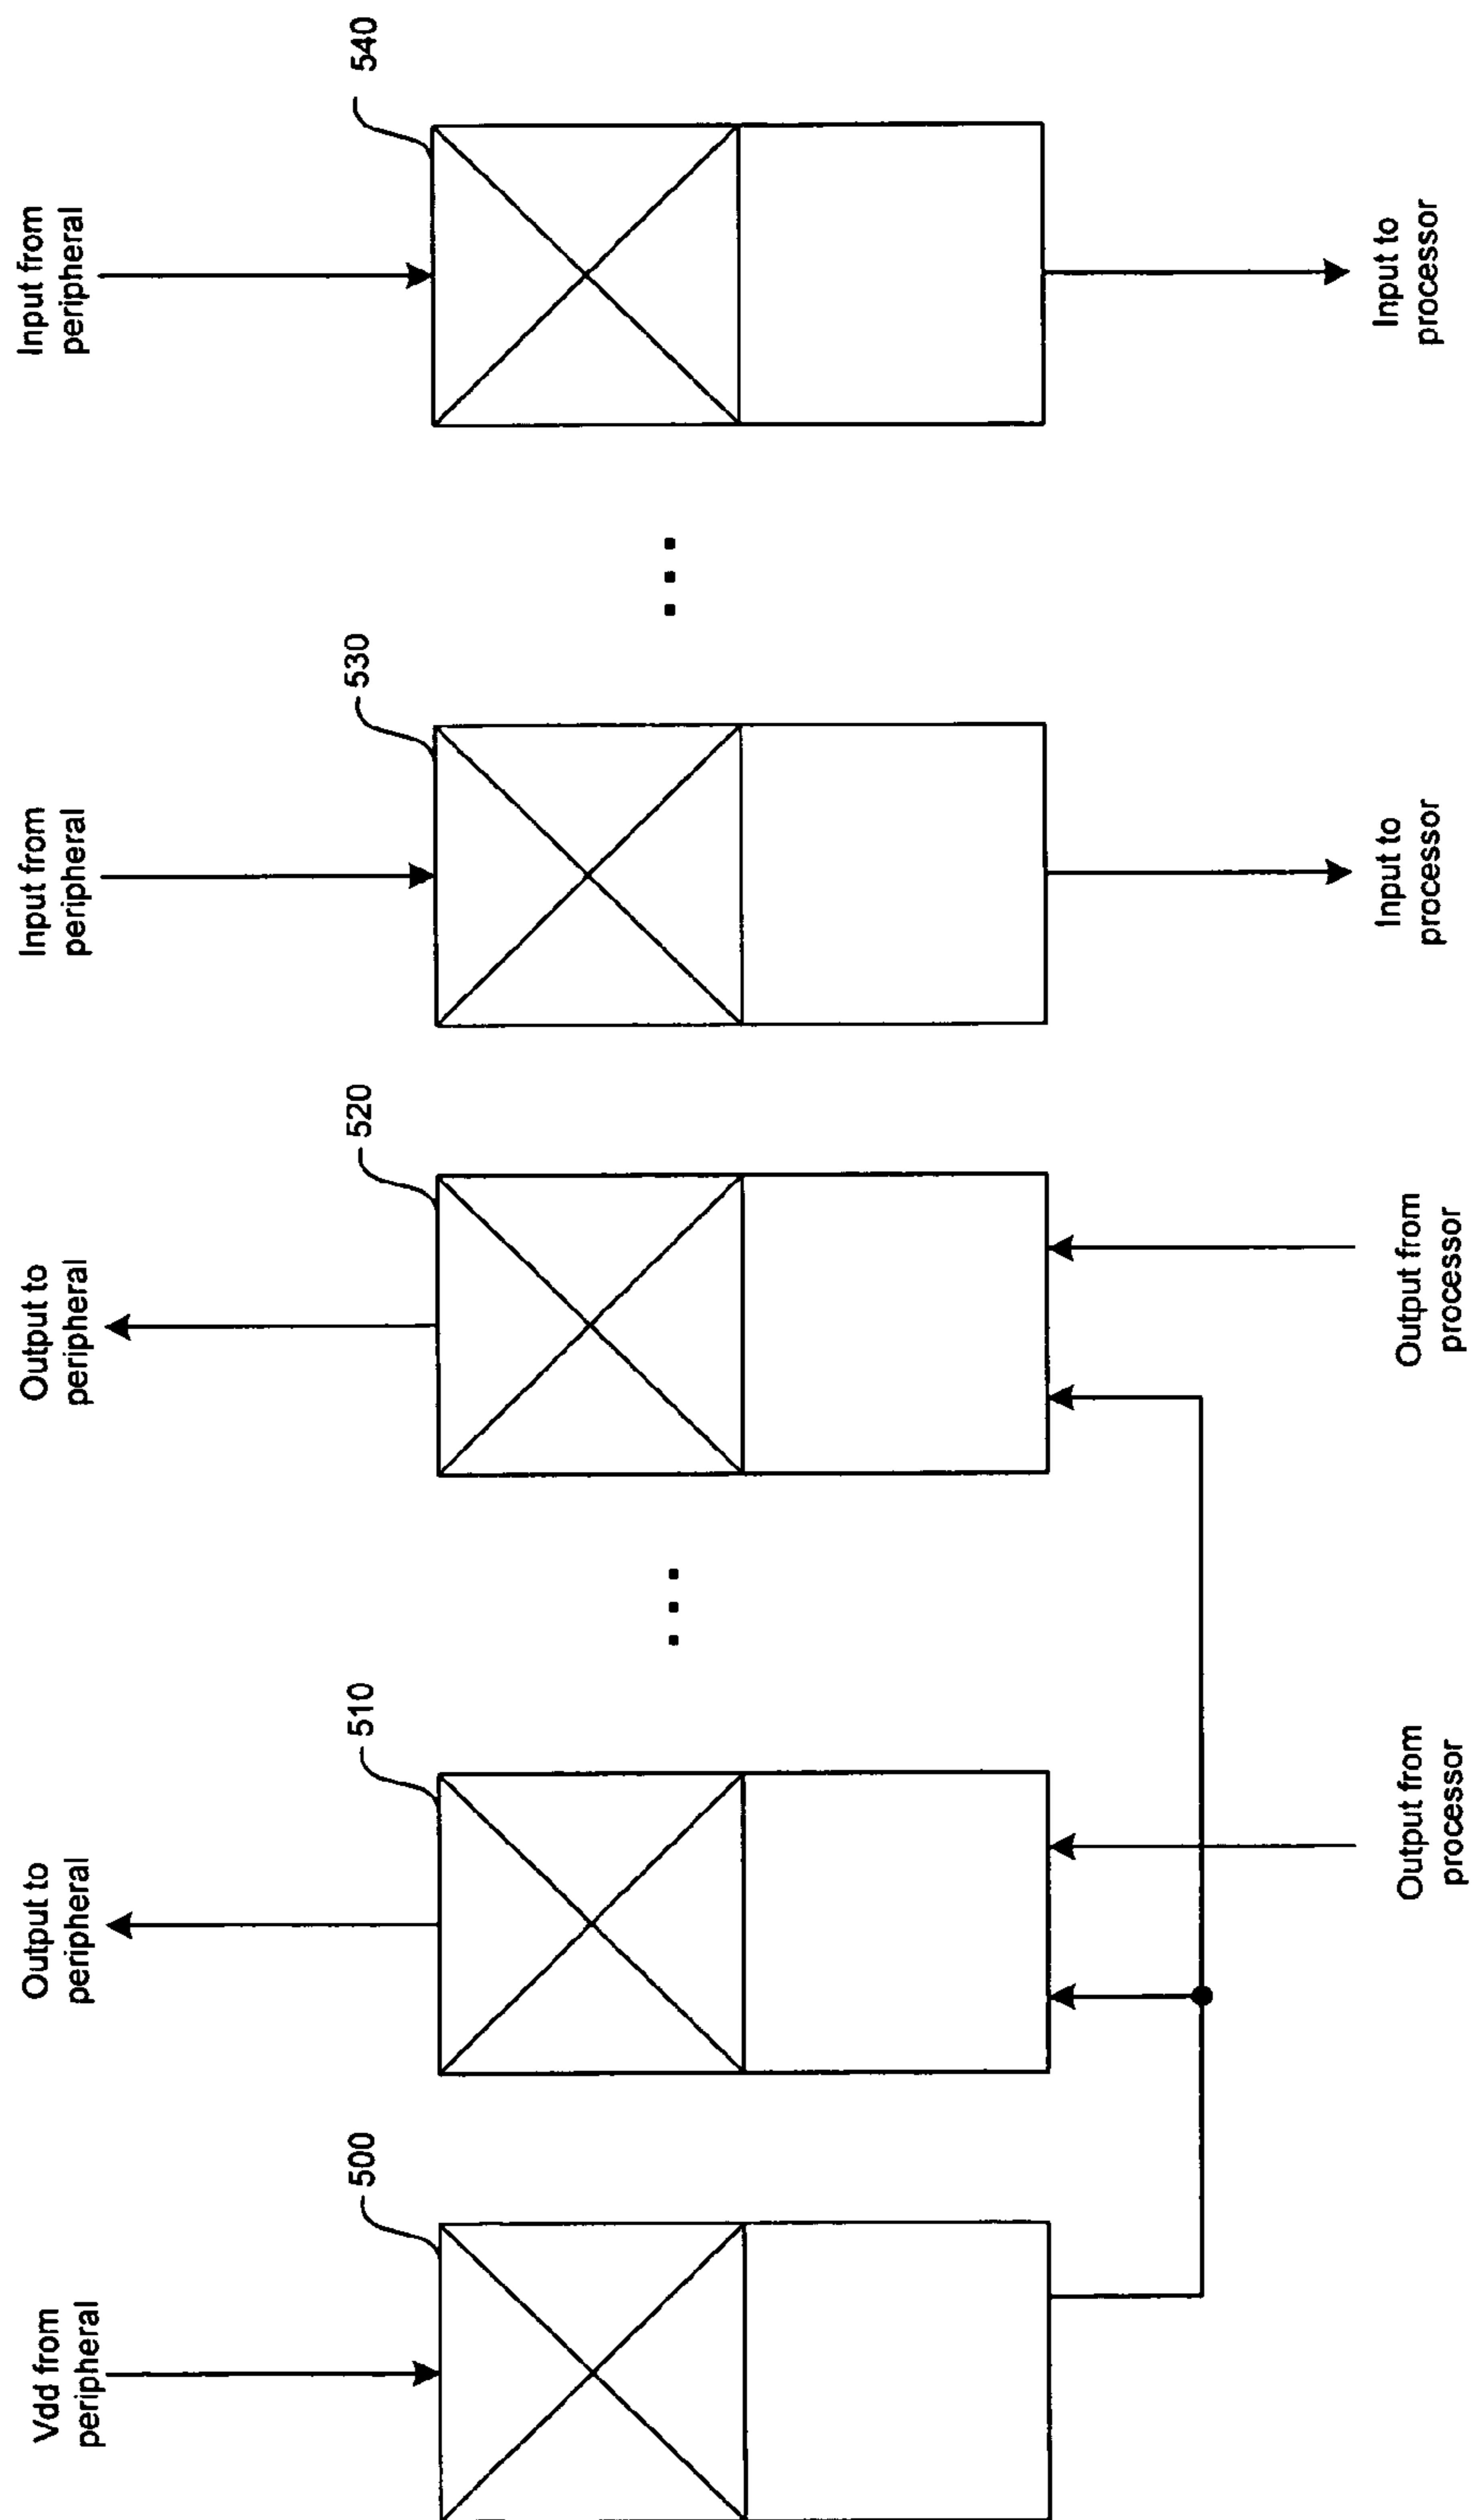 Vdd from
peripheral
Output to
peripheral
Output to
peripheral
Input from
peripheral
Input from
peripheral
500
510
520
530
540
Output from
processor
Output from
processor
Input to
processor
Input to
processor